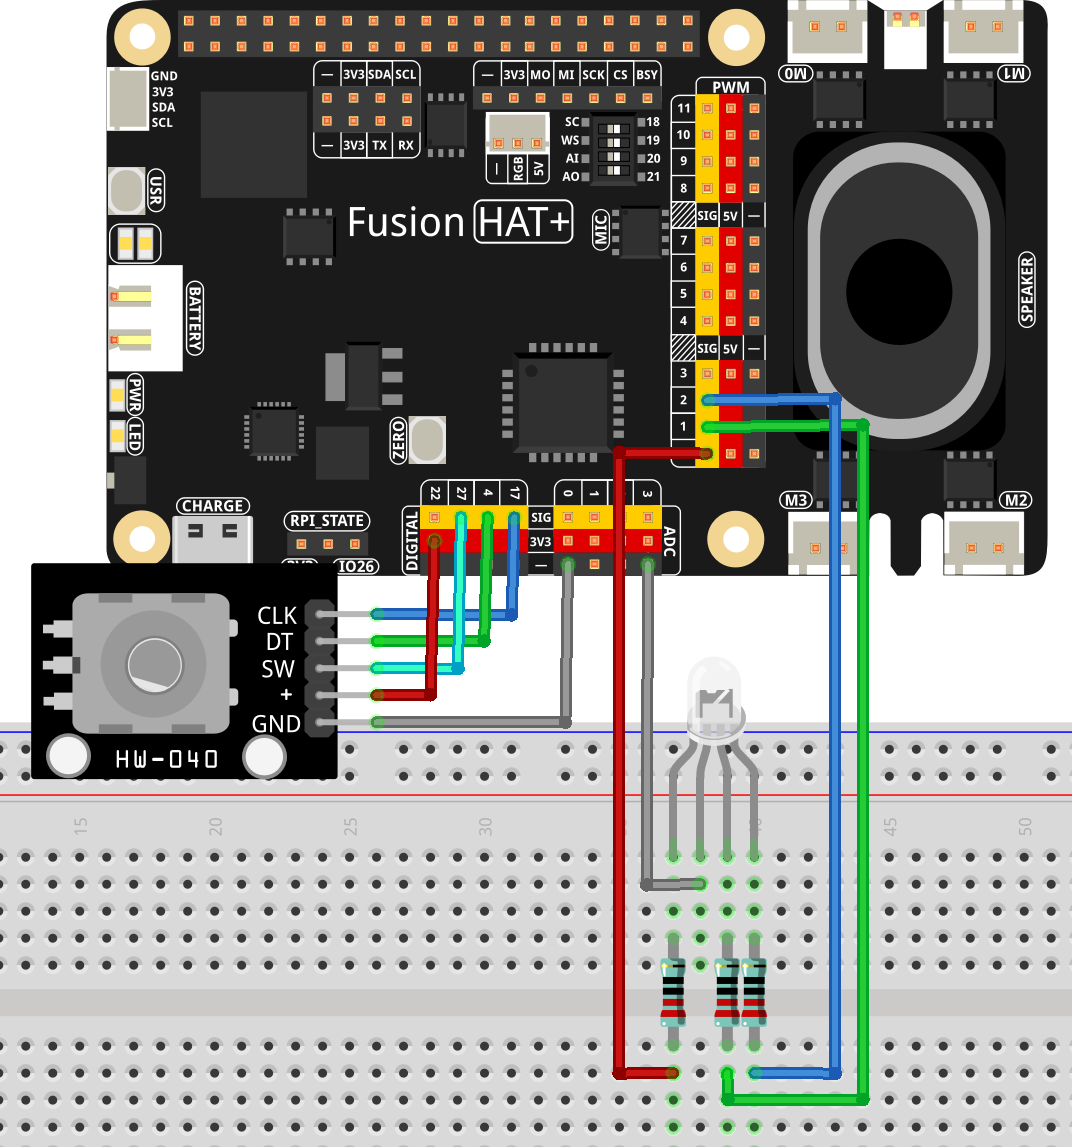 GND
3V3
SDA
SCL
— 3V3 SDA SCL
— 3V3 TX RX
— 3V3 MO MI SCK CS BSY
SC 18
WS 19
AI 20
AO 21
— RGB 5V
PWM
11
10
9
8
SIG 5V —
7
6
5
4
SIG 5V —
3
2
1
M0
M1
USR
Fusion HAT+
MIC
SPEAKER
BATTERY
PWR
LED
ZERO
CHARGE
RPI_STATE
3V3 IO26
DIGITAL
22 27 4 17
SIG
3V3
—
0 1 3
ADC
M3
M2
CLK
DT
SW
+
GND
HW-040
15 20 25 30 45 50